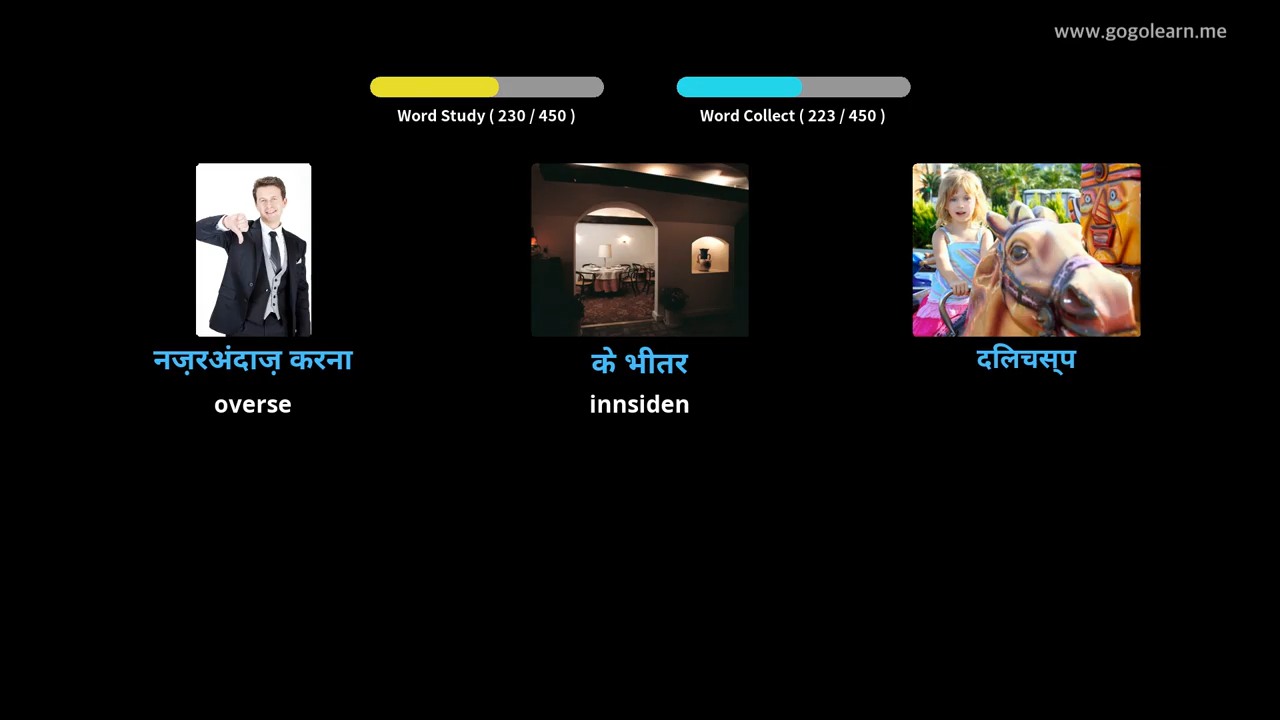 www.gogolearn.me
Word Study ( 230 / 450 )
Word Collect ( 223 / 450 )
नज़रअंदाज़ करना
के भीतर
दलिचस्प
overse
innsiden